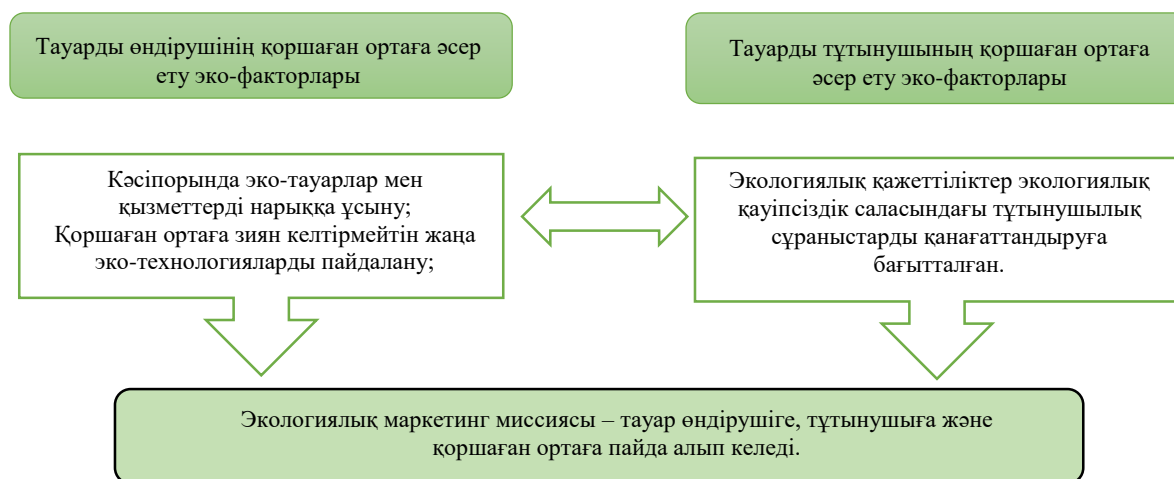 Тауарды өндірушінің қоршаған ортаға әсер
ету эко-факторлары
Тауарды тұтынушының қоршаған ортаға
әсер ету эко-факторлары
Кәсіпорында эко-тауарлар мен
қызметтерді нарыққа ұсыну;
Қоршаған ортаға зиян келтірмейтін жаңа
эко-технологияларды пайдалану;
Экологиялық қажеттіліктер экологиялық
қауіпсіздік саласындағы тұтынушылық
сұраныстарды қанағаттандыруға
бағытталған.
Экологиялық маркетинг миссиясы – тауар өндірушіге, тұтынушыға және
қоршаған ортаға пайда алып келеді.